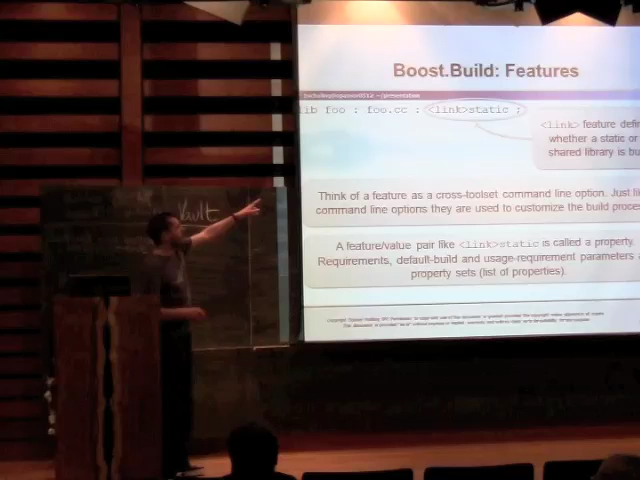 Boost.Build: Features
lib foo : foo.cc : <link>static ;
<link> feature defin
whether a static or
shared library is bu
Think of a feature as a cross-toolset command line option. Just lik
command line options they are used to customize the build proce
A feature/value pair like <link>static is called a property.
Requirements, default-build and usage-requirement parameters a
property sets (list of properties).
Vault